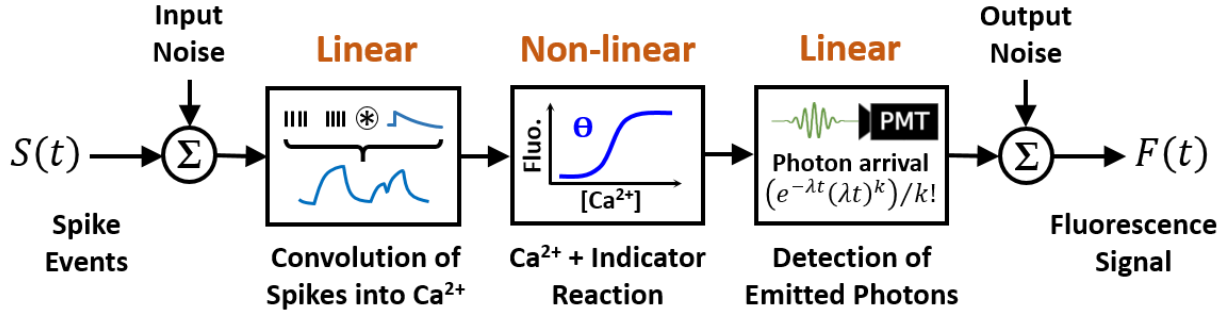 Input
Noise
Linear
Non-linear
Linear
Output
Noise
S(t)
Σ
*
Fluo.
Θ
[Ca²⁺]
PMT
Photon arrival
(e^{-λt}(λt)^k)/k!
Σ
F(t)
Spike
Events
Convolution of
Spikes into Ca²⁺
Ca²⁺ + Indicator
Reaction
Detection of
Emitted Photons
Fluorescence
Signal